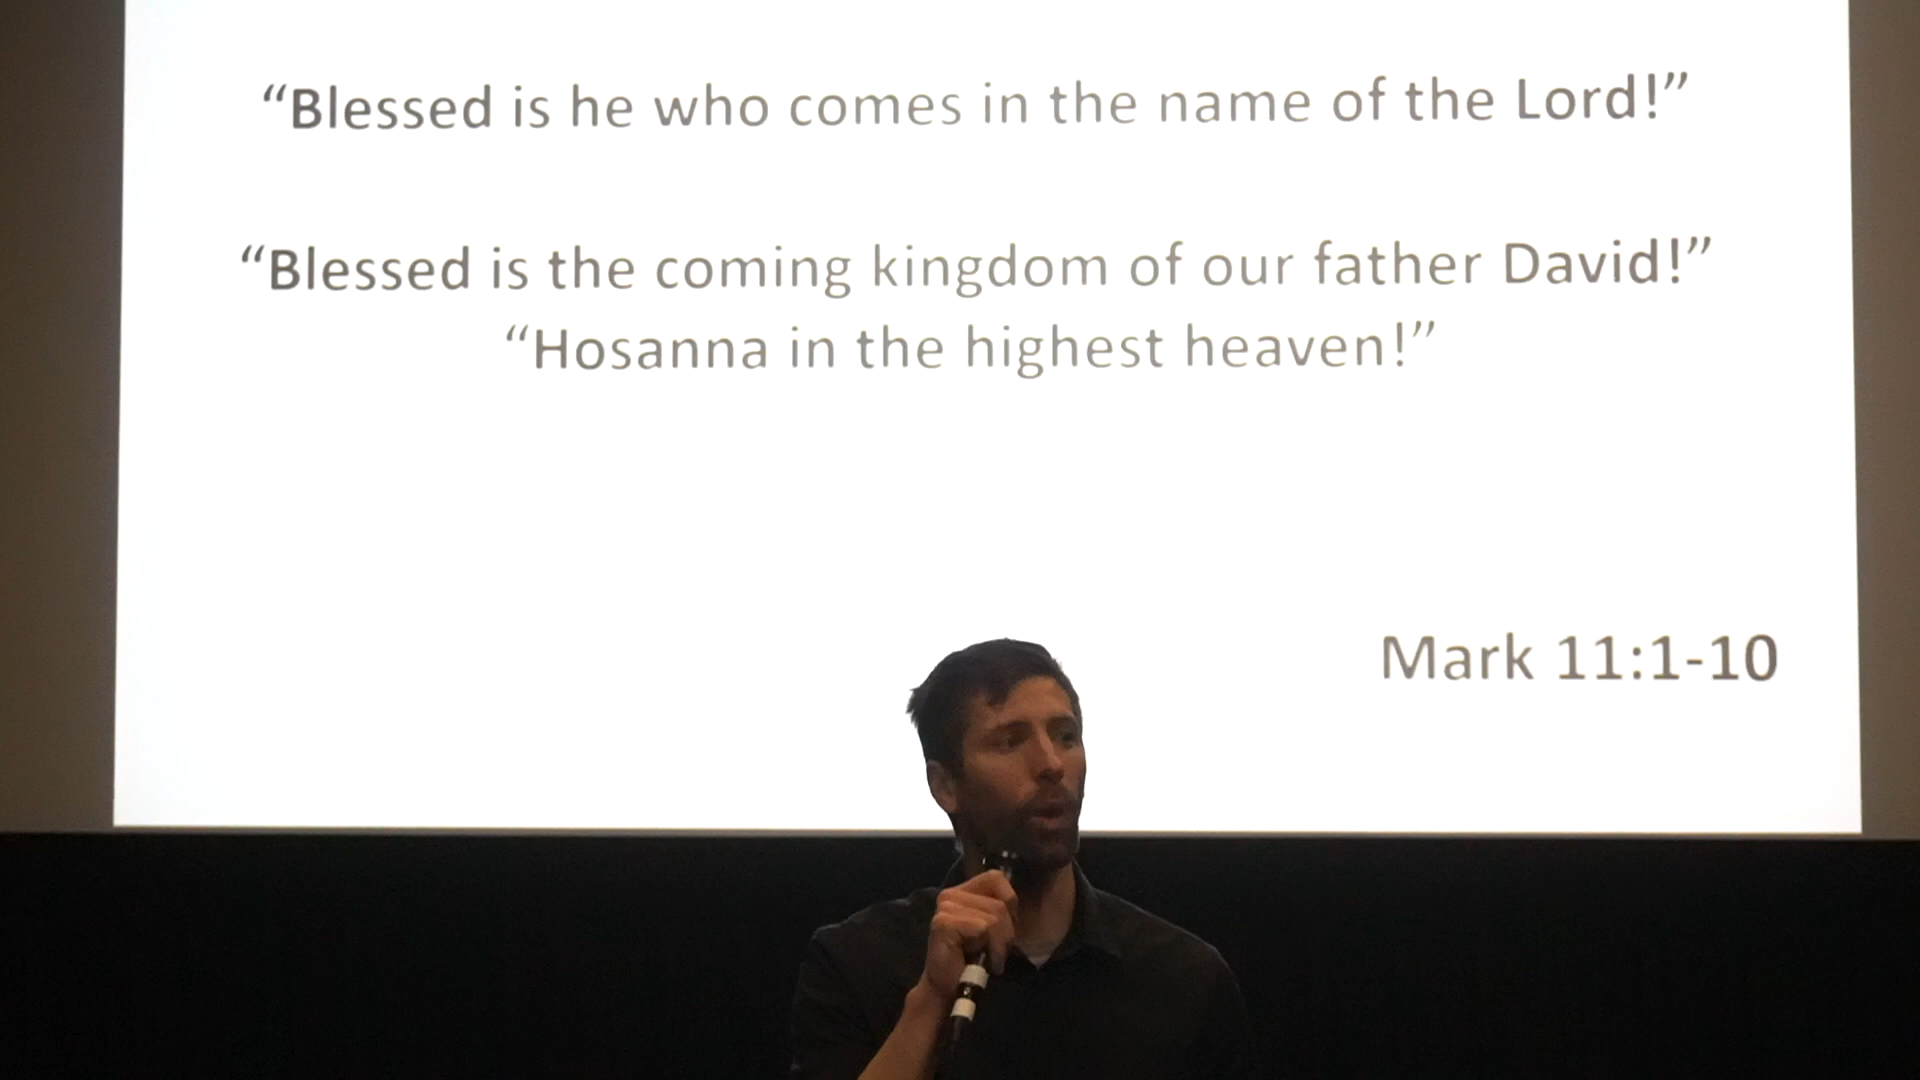 “Blessed is he who comes in the name of the Lord!”
“Blessed is the coming kingdom of our father David!”
“Hosanna in the highest heaven!”
Mark 11:1-10